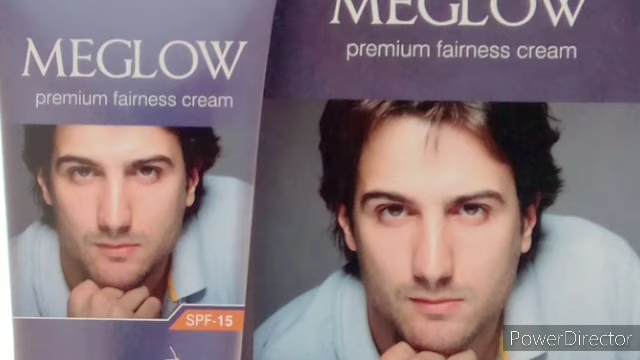 MEGLOW
premium fairness cream
SPF-15
MEGLOW
premium fairness cream
PowerDirector